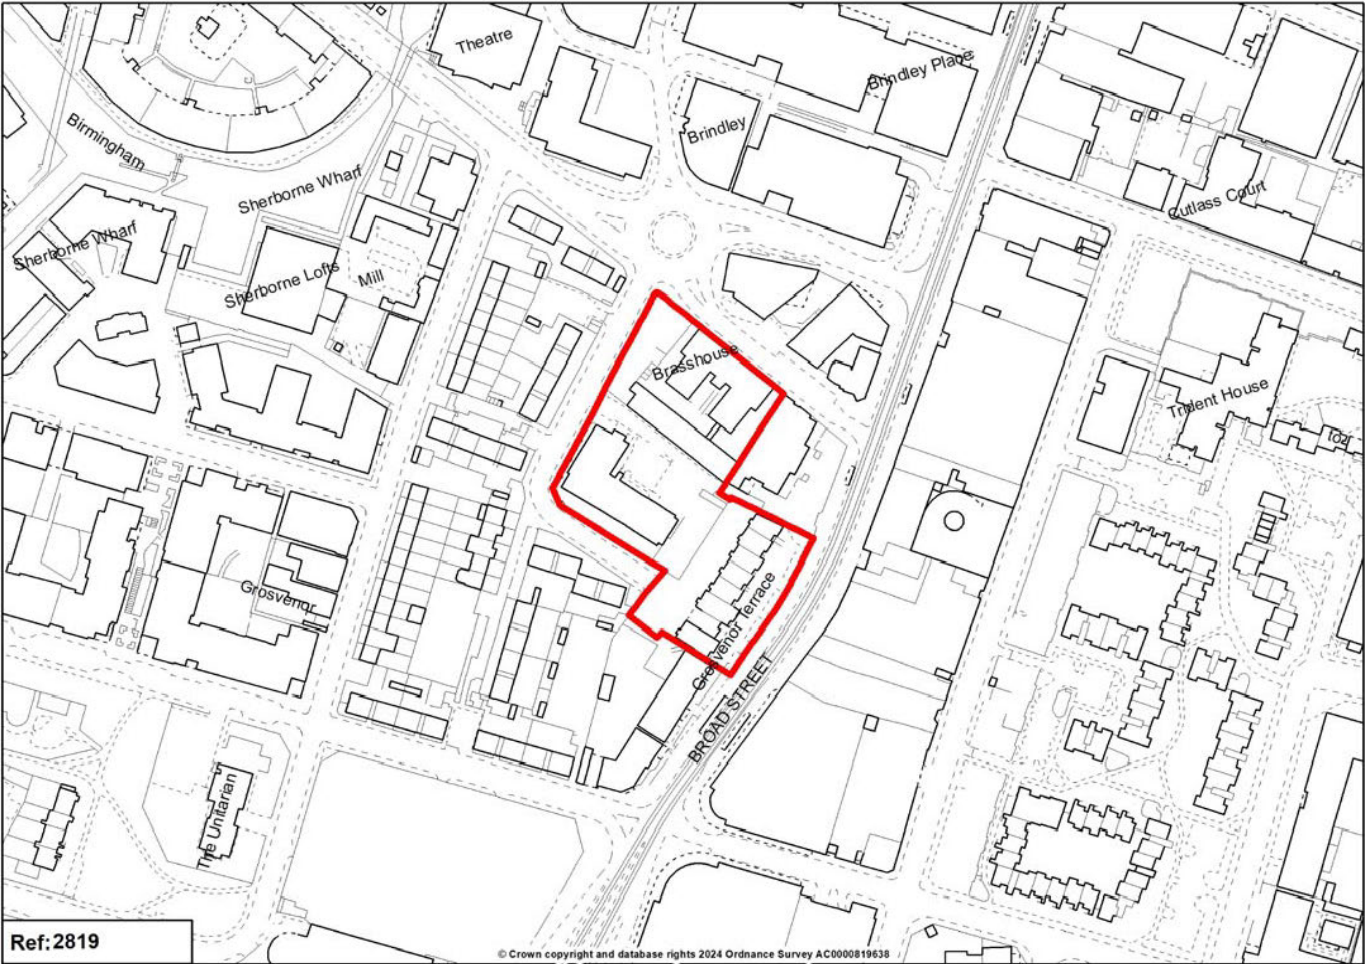 Theatre
Brindley Place
Birmingham
Brindley
Sherborne Wharf
Cutlass Court
Sherborne Wharf
Sherborne Lofts
Mill
Brasshouse
Trident House
Grosvenor
Grosvenor Terrace
BROAD STREET
The Unitarian
Ref:2819
© Crown copyright and database rights 2024 Ordnance Survey AC0000819638